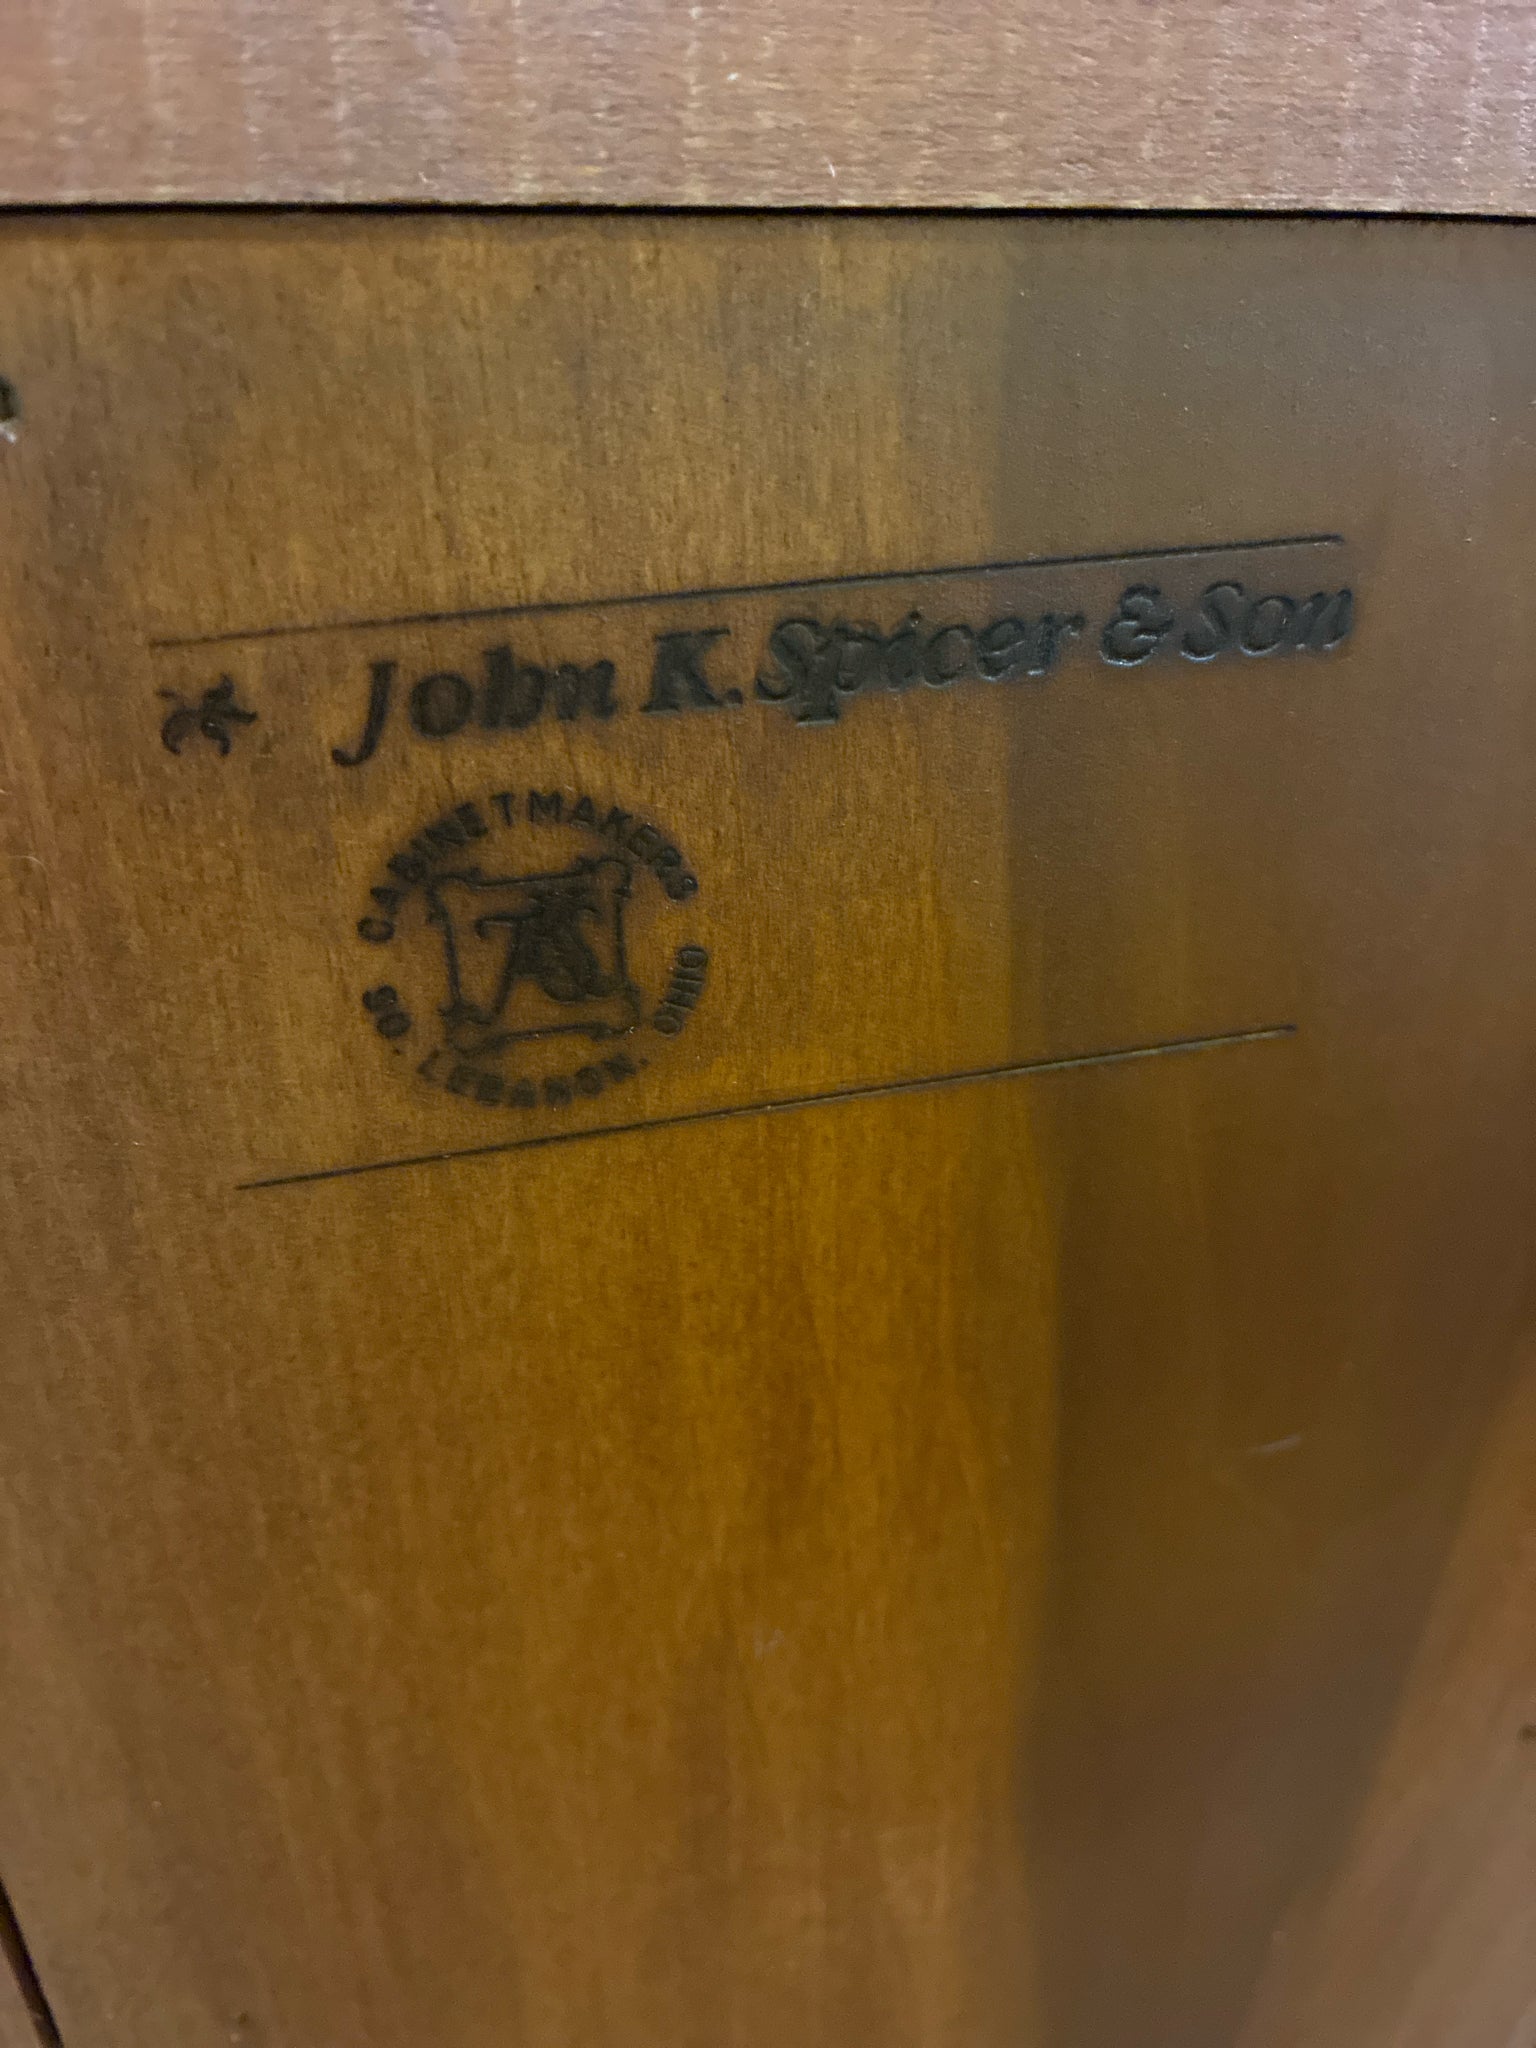 John K. Spicer & Son
CABINETMAKERS
SO. LEBANON, OHIO